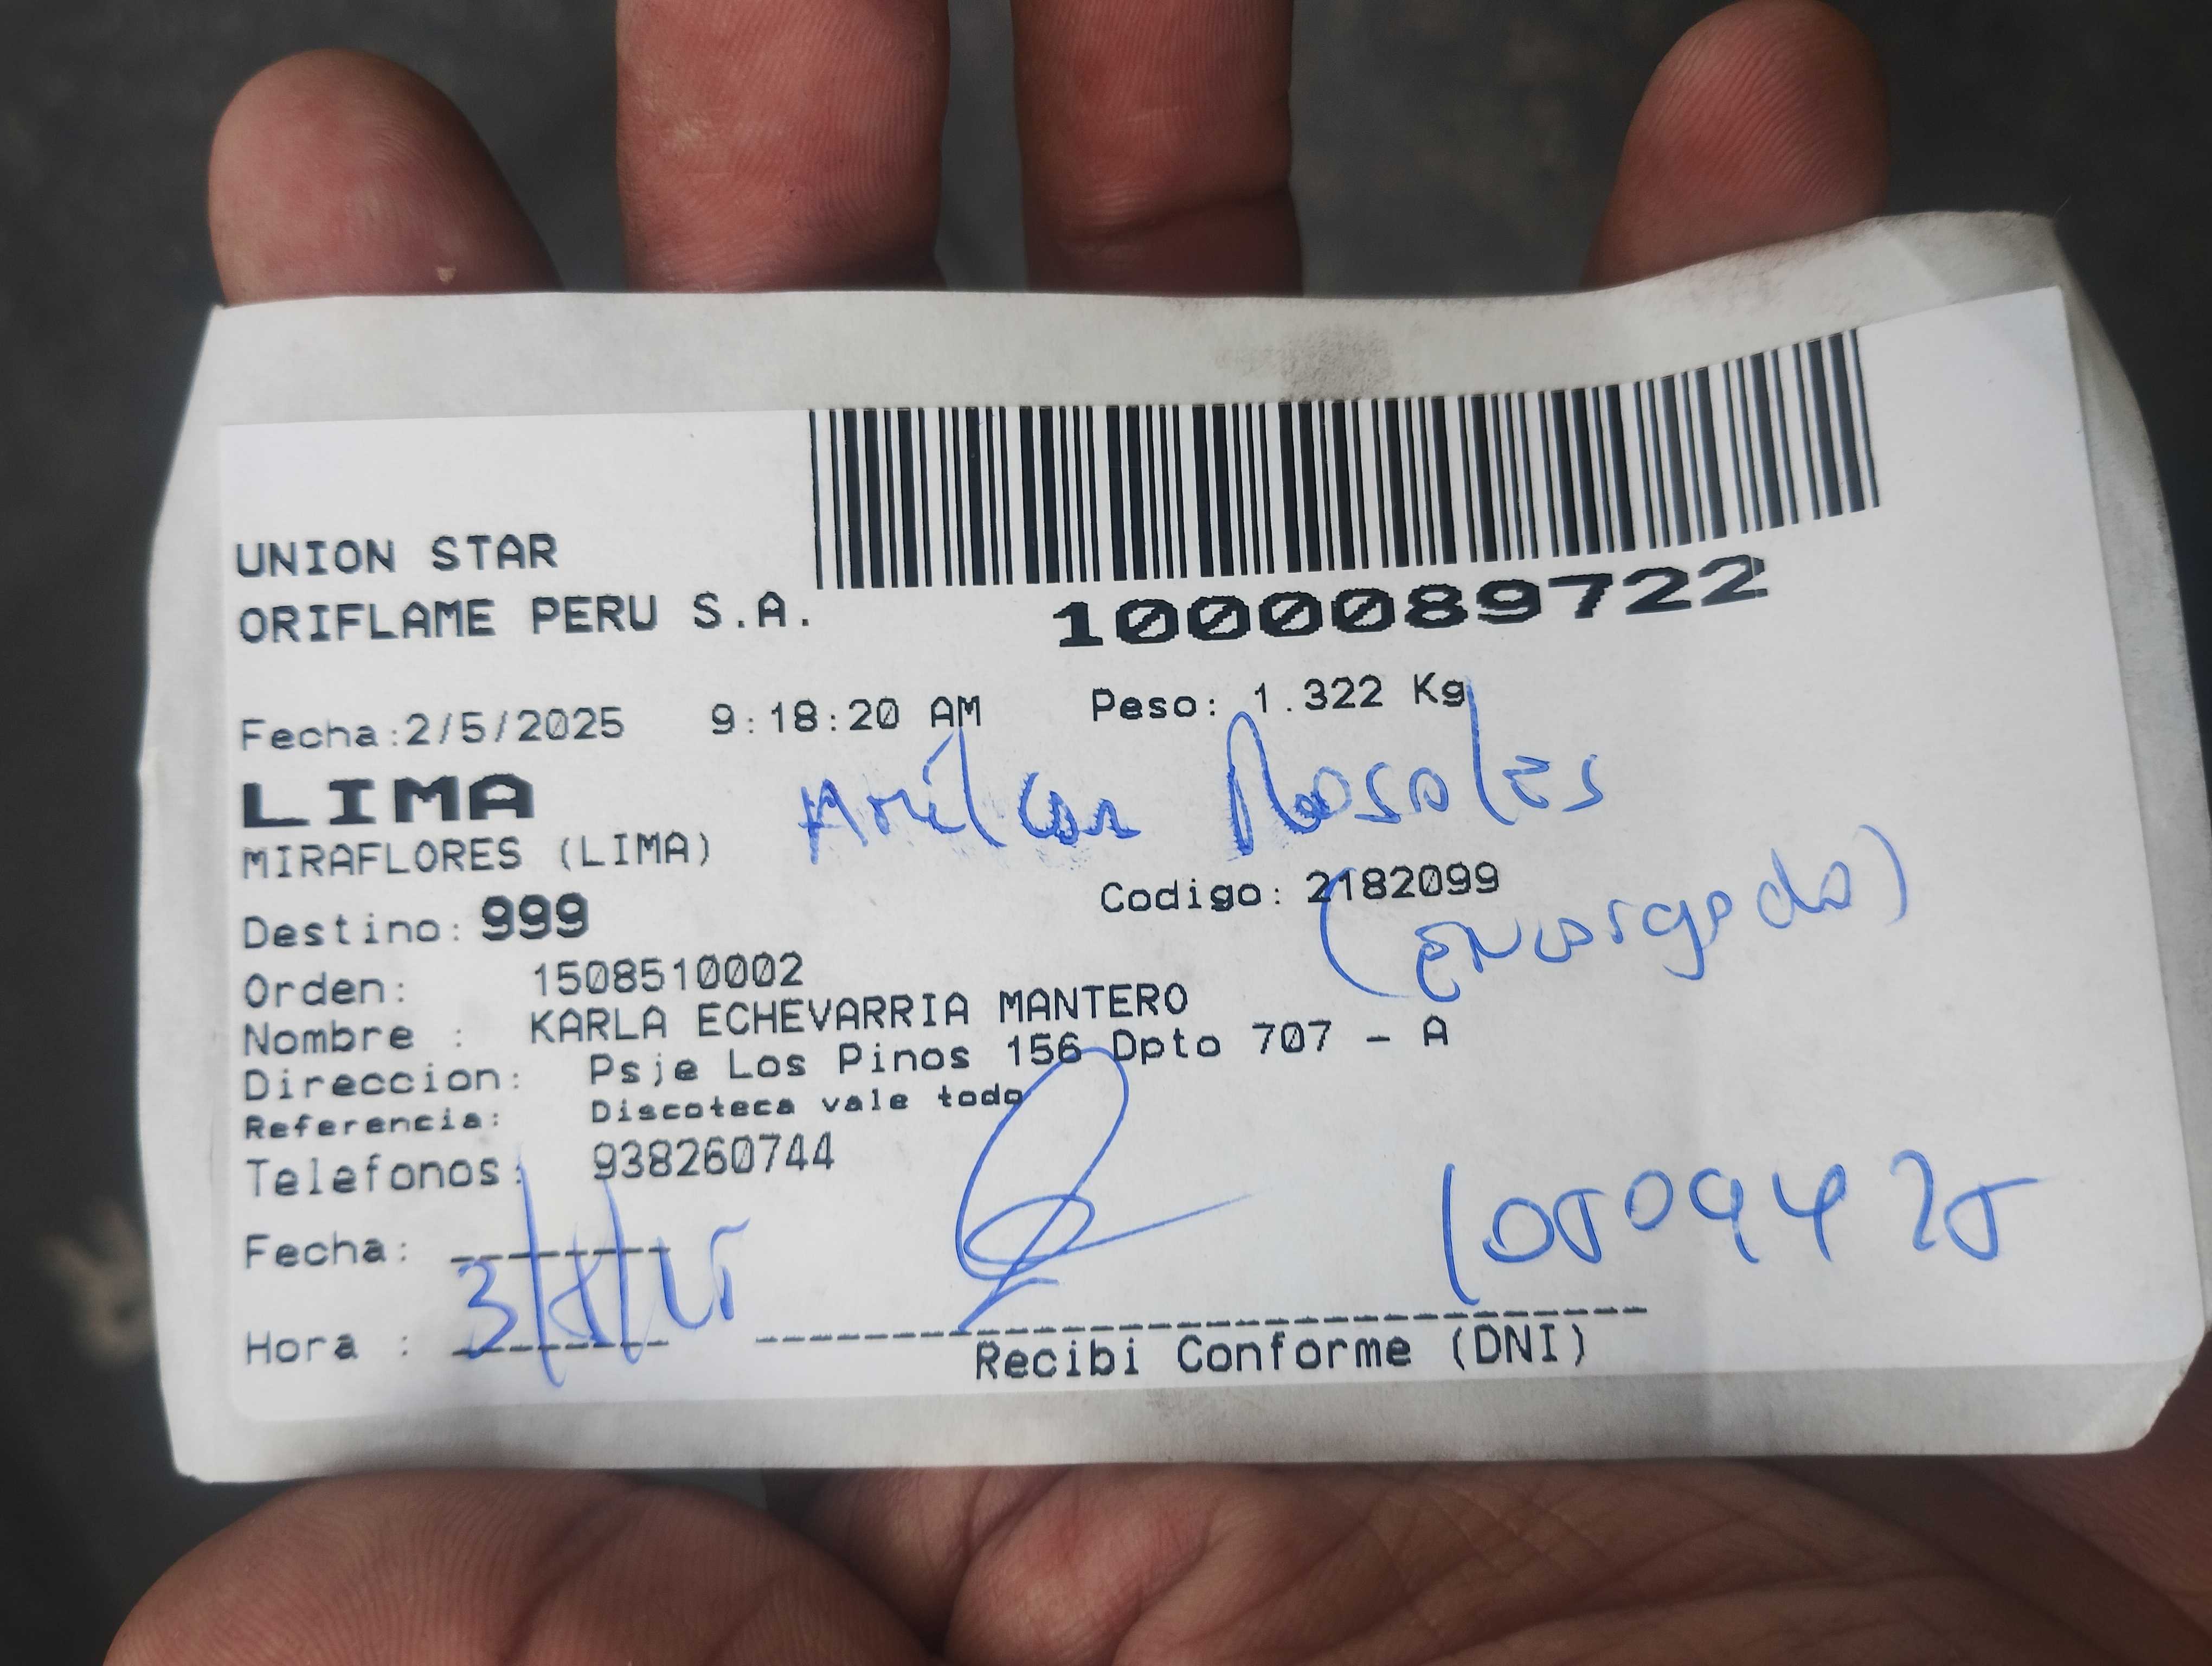 UNION STAR
ORIFLAME PERU S.A.
1000089722
Fecha:2/5/2025 9:18:20 AM Peso: 1.322 Kg
LIMA
Rosales
MIRAFLORES (LIMA)
Codigo: 2182099
(encargado)
Destino: 999
Orden: 1508510002
Nombre : KARLA ECHEVARRIA MANTERO
Direccion: Psje Los Pinos 156 Dpto 707 - A
Referencia: Discoteca vale todo
Telefonos: 938260744
Fecha:
Hora :
Recibi Conforme (DNI)